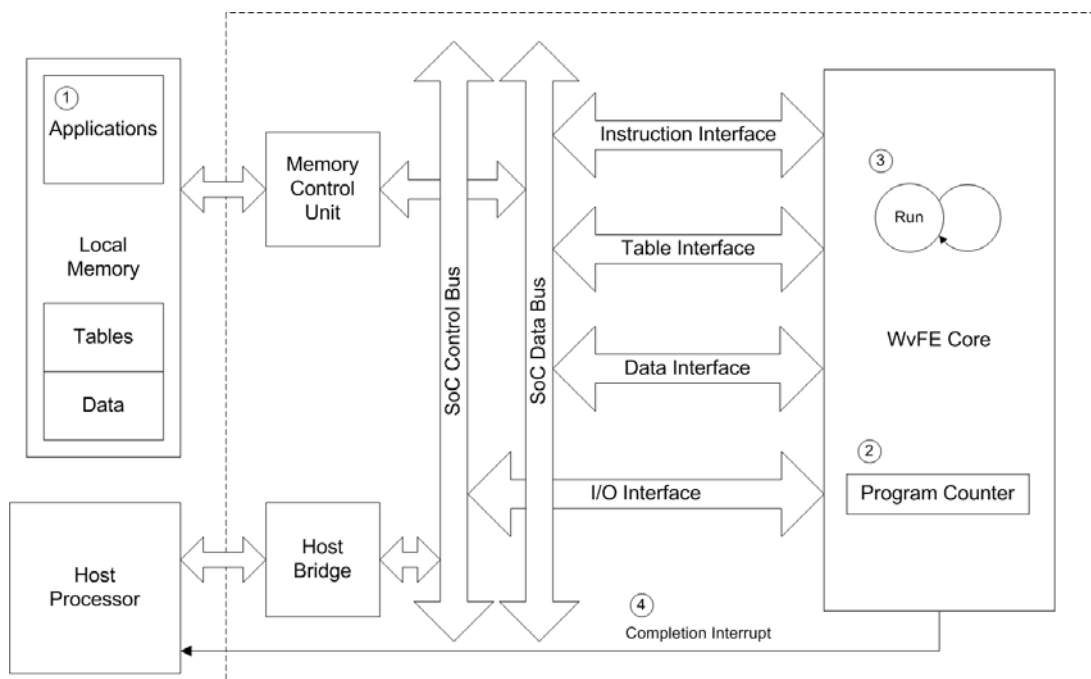 1
Applications
Local
Memory
Tables
Data
Host
Processor
Memory
Control
Unit
Host
Bridge
SoC Control Bus
SoC Data Bus
Instruction Interface
Table Interface
Data Interface
I/O Interface
3
Run
WvFE Core
2
Program Counter
4
Completion Interrupt